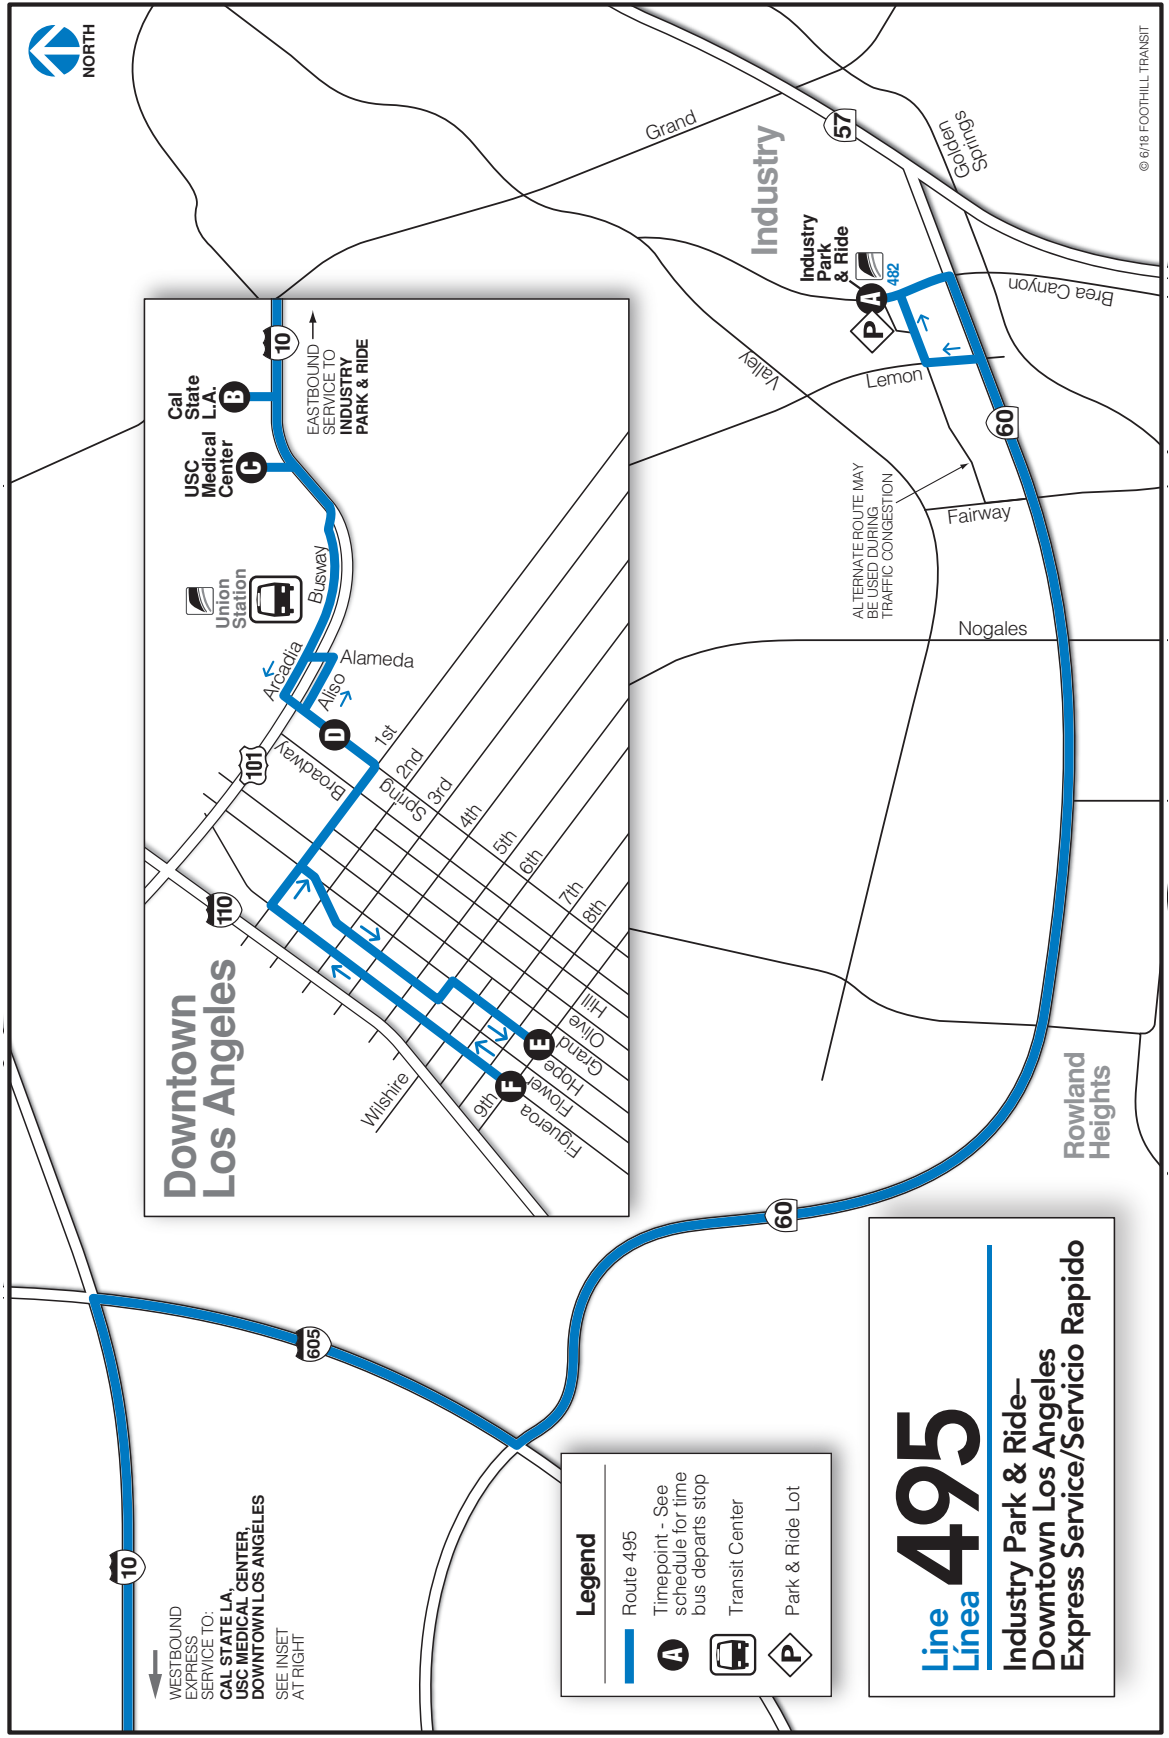 NORTH
Downtown
Los Angeles
110
101
Arcadia
Union
Station
USC
Medical
Center
C
Cal
State
L.A.
B
10
Busway
EASTBOUND
SERVICE TO
INDUSTRY
PARK & RIDE
Aliso
Alameda
D
Broadway
Spring
1st
2nd
3rd
4th
5th
6th
7th
8th
9th
Wilshire
F
E
Figueroa
Flower
Hope
Grand
Olive
Hill
WESTBOUND
EXPRESS
SERVICE TO:
CAL STATE LA,
USC MEDICAL CENTER,
DOWNTOWN LOS ANGELES
SEE INSET
AT RIGHT
10
605
60
Legend
Route 495
A
Timepoint - See
schedule for time
bus departs stop
Transit Center
P
Park & Ride Lot
Line
Línea
495
Industry Park & Ride–
Downtown Los Angeles
Express Service/Servicio Rapido
Rowland
Heights
Nogales
Fairway
ALTERNATE ROUTE MAY
BE USED DURING
TRAFFIC CONGESTION
60
Lemon
Valley
P
A
482
Industry
Park
& Ride
Industry
Grand
57
Golden
Springs
Brea Canyon
© 6/18 FOOTHILL TRANSIT